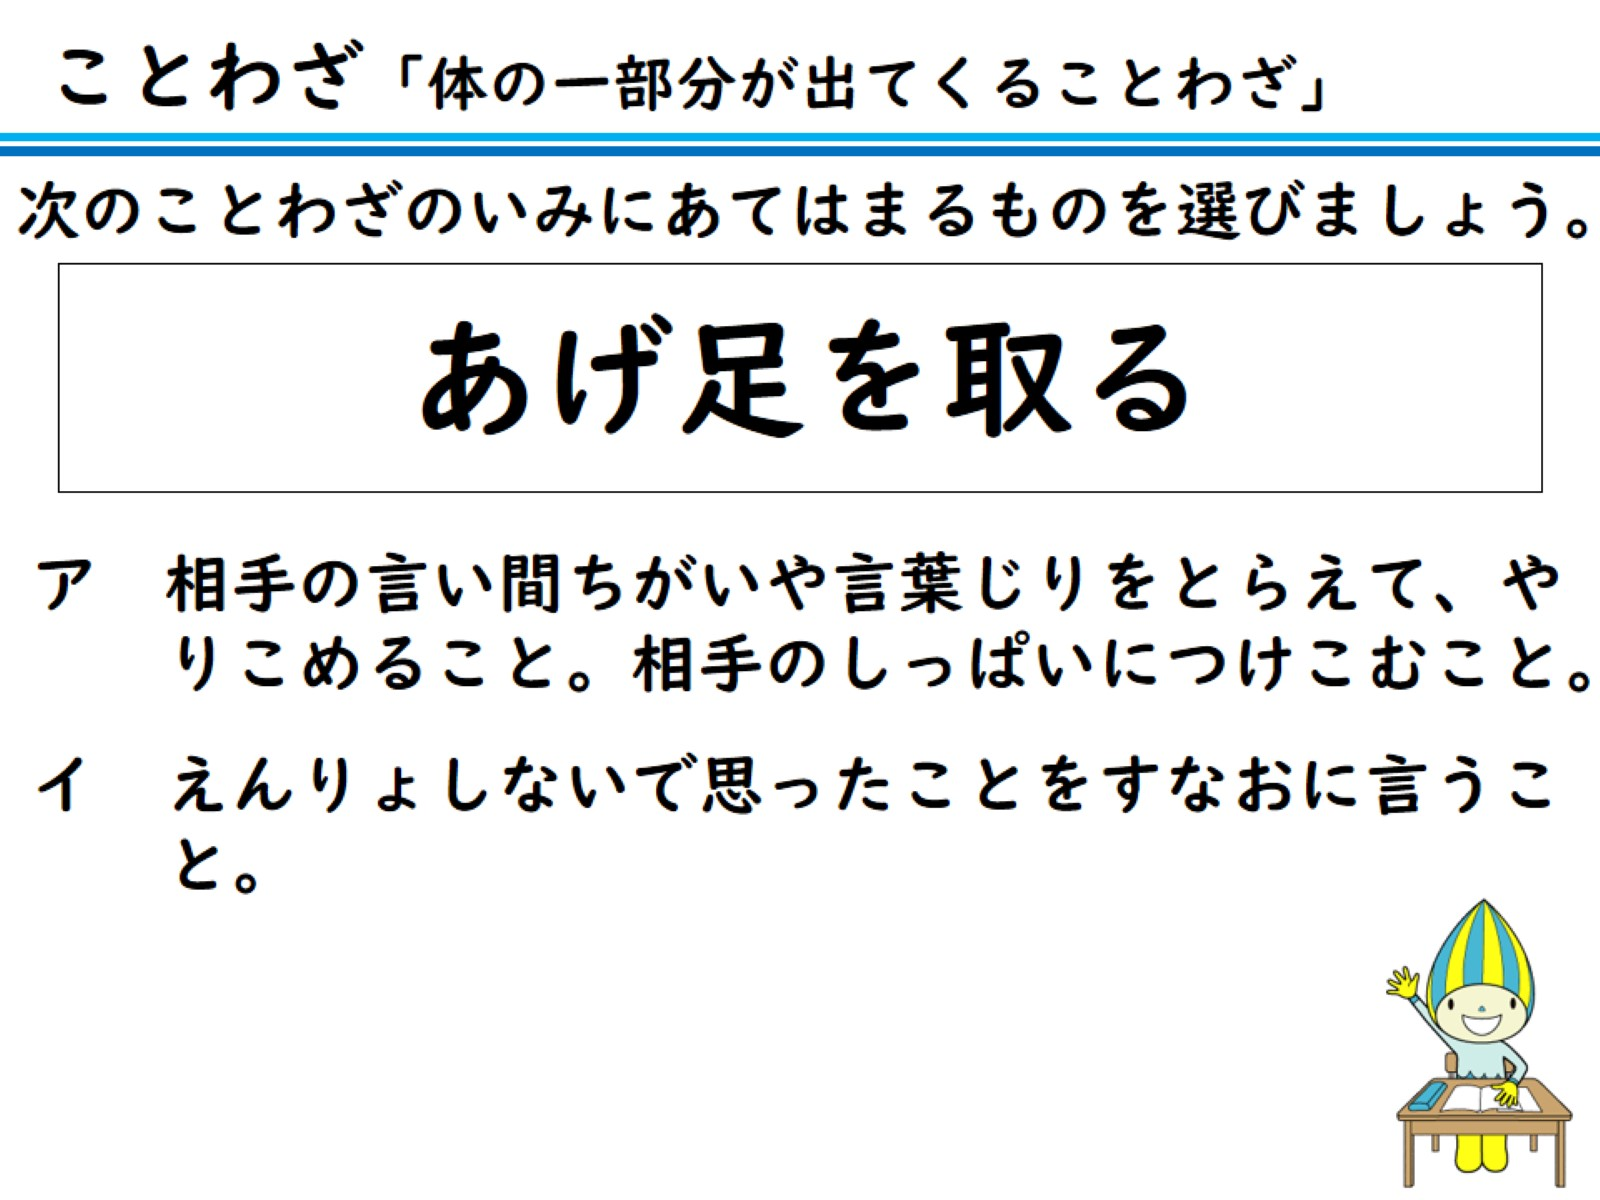 ことわざ「体の一部分が出てくることわざ」
次のことわざのいみにあてはまるものを選びましょう。
あげ足を取る
ア　相手の言い間ちがいや言葉じりをとらえて、や
りこめること。相手のしっぱいにつけこむこと。
イ　えんりょしないで思ったことをすなおに言うこ
と。